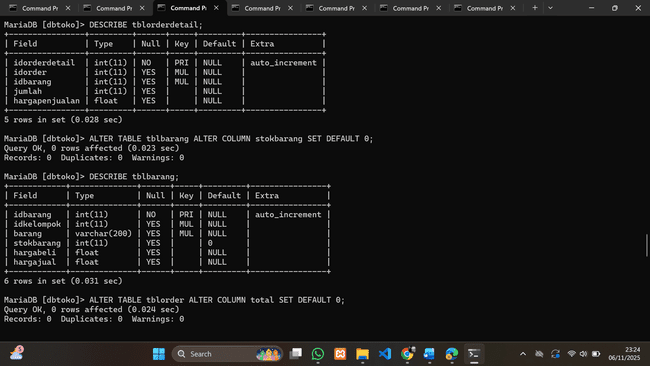 Command Pr
Command Pr
Command Pr
Command Pr
Command Pr
Command Pr
Command Pr
MariaDB [dbtoko]> DESCRIBE tblorderdetail;
+---------------+---------+------+-----+---------+----------------+
| Field | Type | Null | Key | Default | Extra |
+---------------+---------+------+-----+---------+----------------+
| idorderdetail | int(11) | NO | PRI | NULL | auto_increment |
| idorder | int(11) | YES | MUL | NULL | |
| idbarang | int(11) | YES | MUL | NULL | |
| jumlah | int(11) | YES | | NULL | |
| hargapenjualan | float | YES | | NULL | |
+---------------+---------+------+-----+---------+----------------+
5 rows in set (0.028 sec)
MariaDB [dbtoko]> ALTER TABLE tblbarang ALTER COLUMN stokbarang SET DEFAULT 0;
Query OK, 0 rows affected (0.023 sec)
Records: 0 Duplicates: 0 Warnings: 0
MariaDB [dbtoko]> DESCRIBE tblbarang;
+------------+--------------+------+-----+---------+----------------+
| Field | Type | Null | Key | Default | Extra |
+------------+--------------+------+-----+---------+----------------+
| idbarang | int(11) | NO | PRI | NULL | auto_increment |
| idkelompok | int(11) | YES | MUL | NULL | |
| barang | varchar(200) | YES | MUL | NULL | |
| stokbarang | int(11) | YES | | 0 | |
| hargabeli | float | YES | | NULL | |
| hargajual | float | YES | | NULL | |
+------------+--------------+------+-----+---------+----------------+
6 rows in set (0.031 sec)
MariaDB [dbtoko]> ALTER TABLE tblorder ALTER COLUMN total SET DEFAULT 0;
Query OK, 0 rows affected (0.024 sec)
Records: 0 Duplicates: 0 Warnings: 0
Search
23:24
06/11/2025